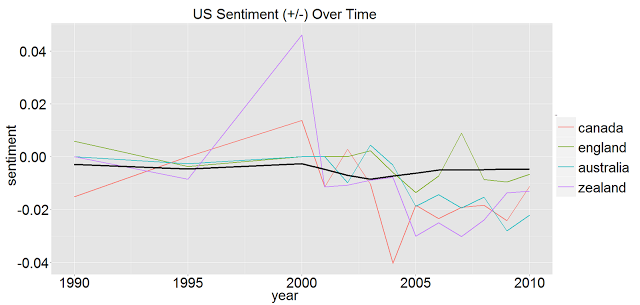 US Sentiment (+/-) Over Time
sentiment
0.04
0.02
0.00
-0.02
-0.04
1990 1995 2000 2005 2010
year
canada
england
australia
zealand